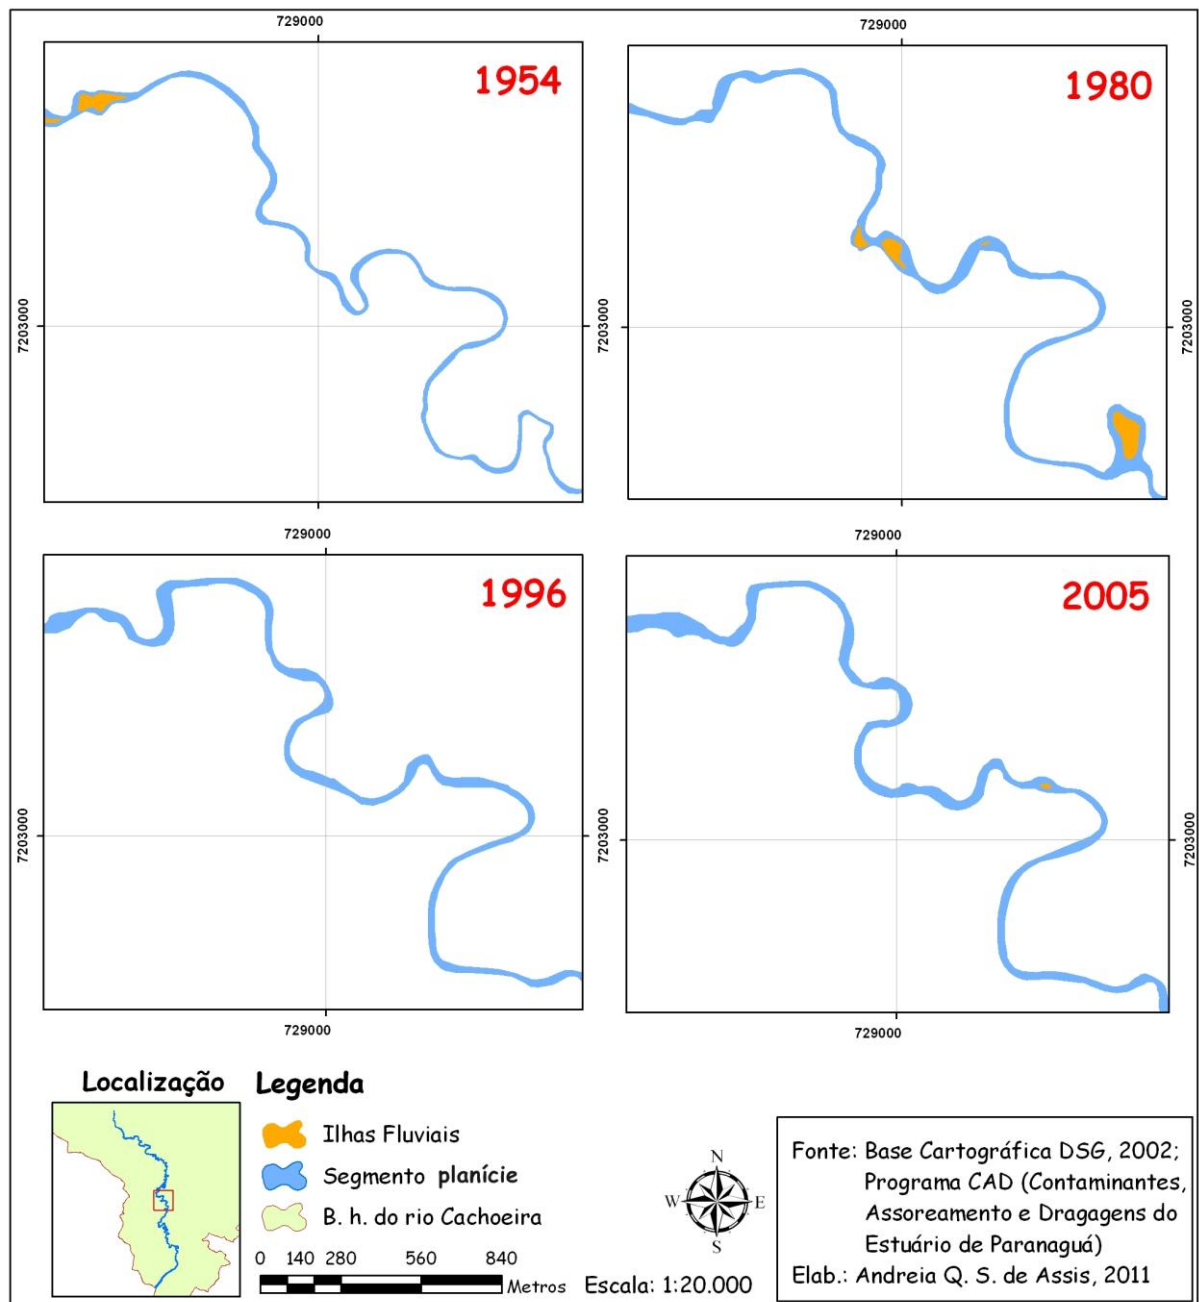 729000
729000
1954
1980
7203000
7203000
7203000
729000
729000
1996
2005
7203000
7203000
7203000
729000
729000
Localização
Legenda
Ilhas Fluviais
Segmento planície
B. h. do rio Cachoeira
0 140 280 560 840
Metros
Escala: 1:20.000
N
W E
S
Fonte: Base Cartográfica DSG, 2002;
Programa CAD (Contaminantes,
Assoreamento e Dragagens do
Estuário de Paranaguá)
Elab.: Andreia Q. S. de Assis, 2011